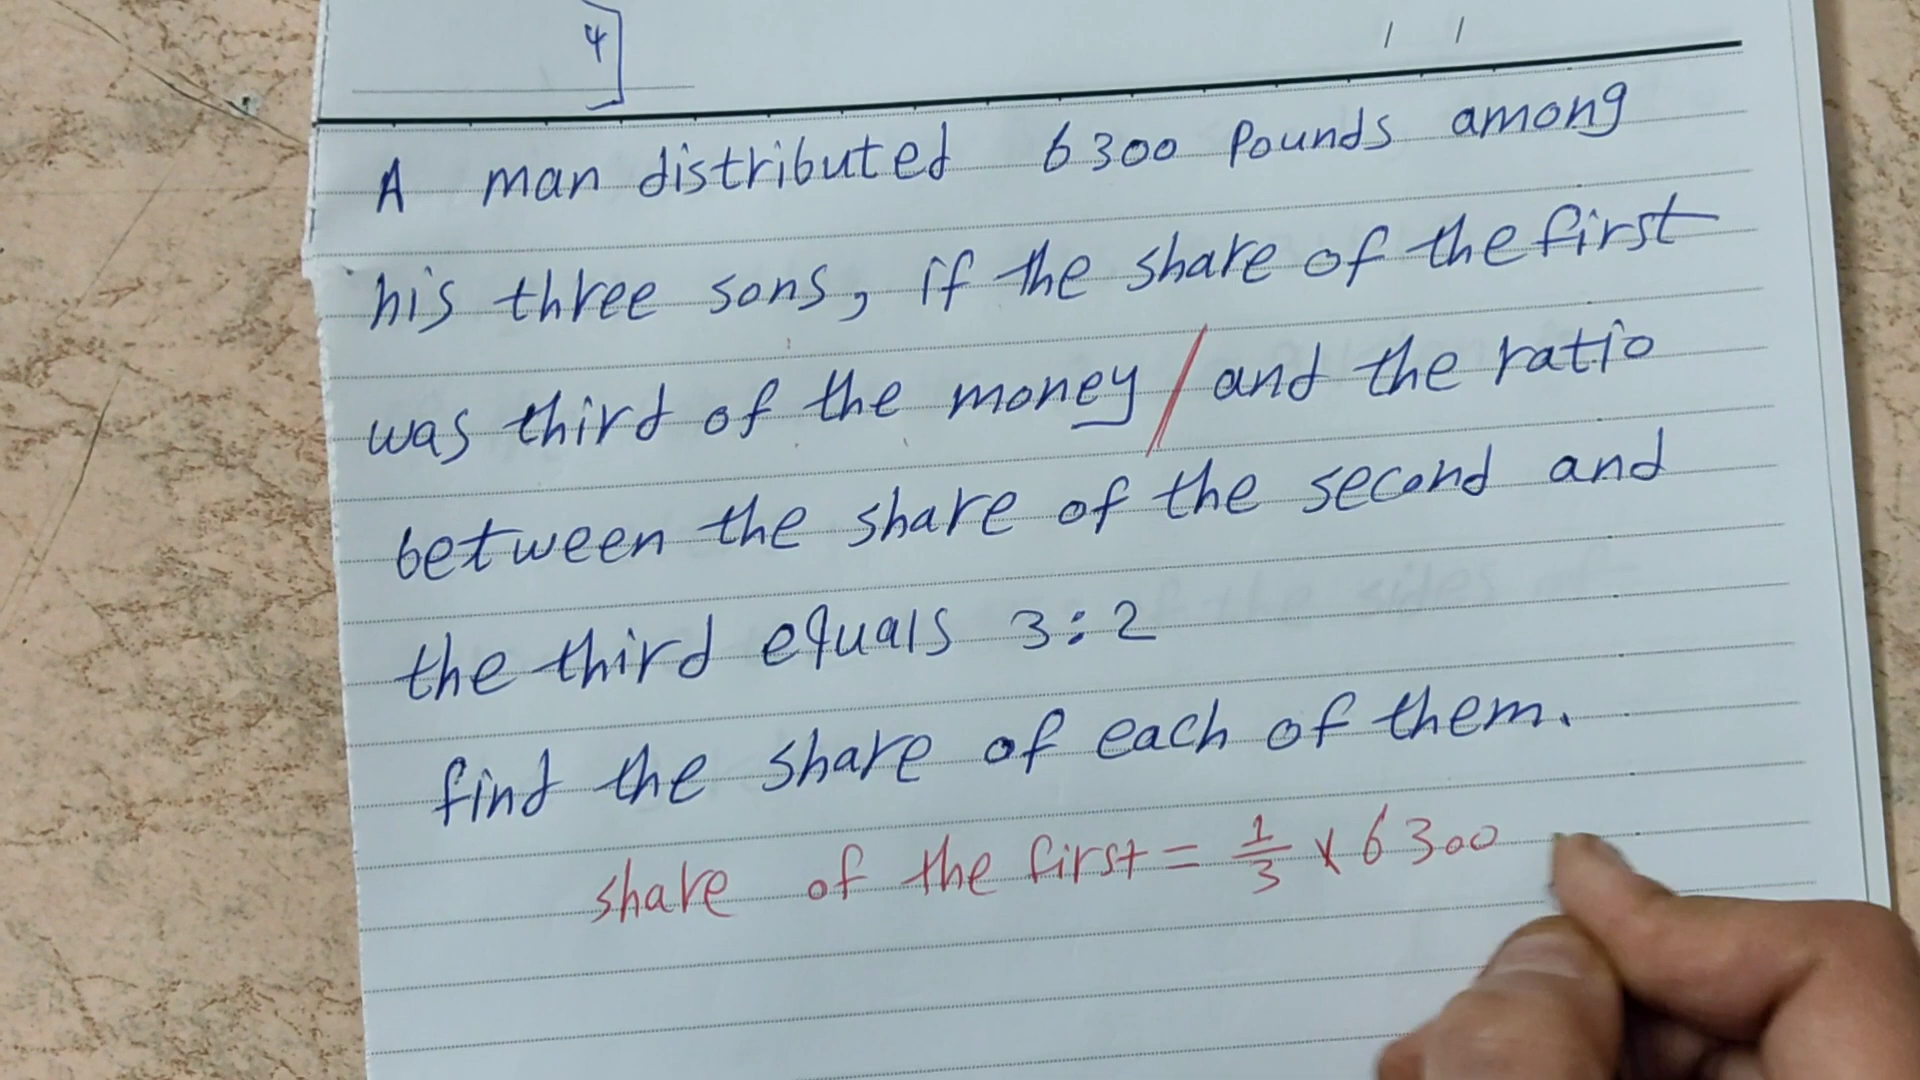 4
A man distributed 6300 Pounds among
his three sons, if the share of the first
was third of the money / and the ratio
between the share of the second and
the third equals 3:2
find the share of each of them.
share of the first = 1/3 x 6300